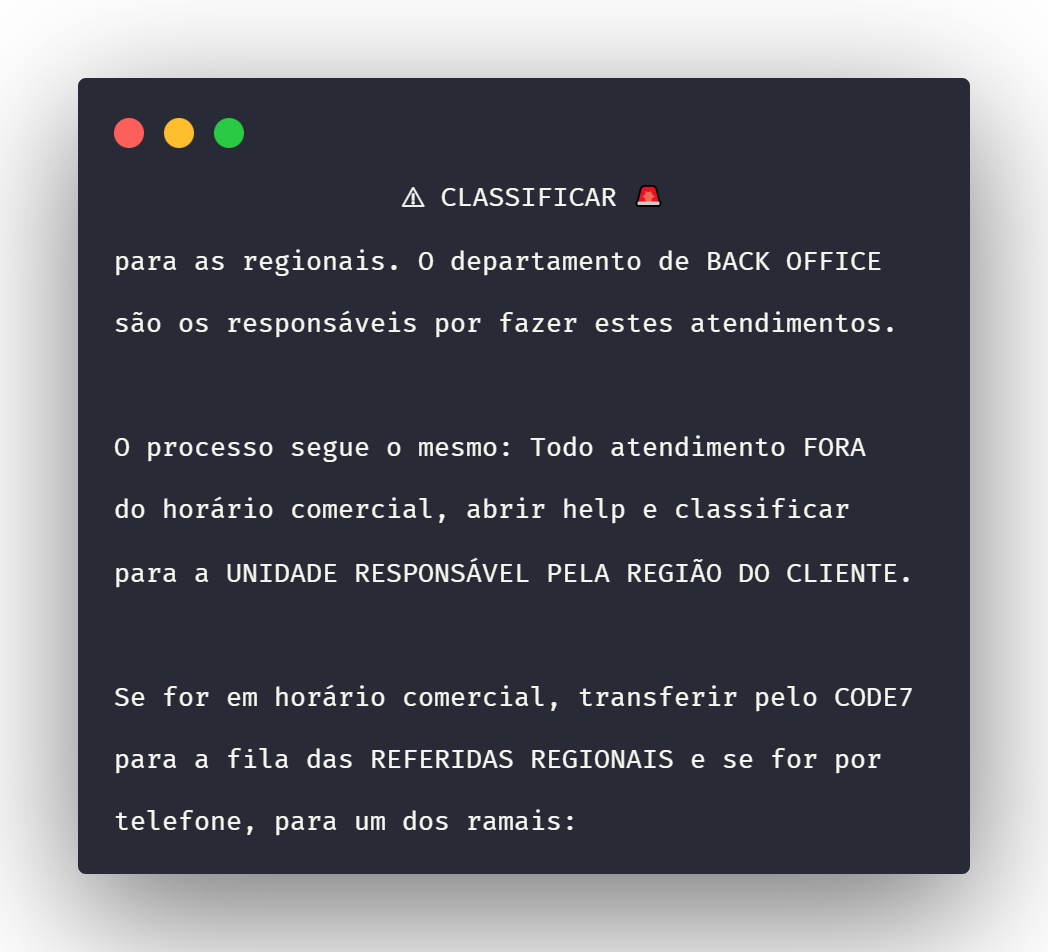 ⚠ CLASSIFICAR 🚨
para as regionais. O departamento de BACK OFFICE
são os responsáveis por fazer estes atendimentos.
O processo segue o mesmo: Todo atendimento FORA
do horário comercial, abrir help e classificar
para a UNIDADE RESPONSÁVEL PELA REGIÃO DO CLIENTE.
Se for em horário comercial, transferir pelo CODE7
para a fila das REFERIDAS REGIONAIS e se for por
telefone, para um dos ramais: